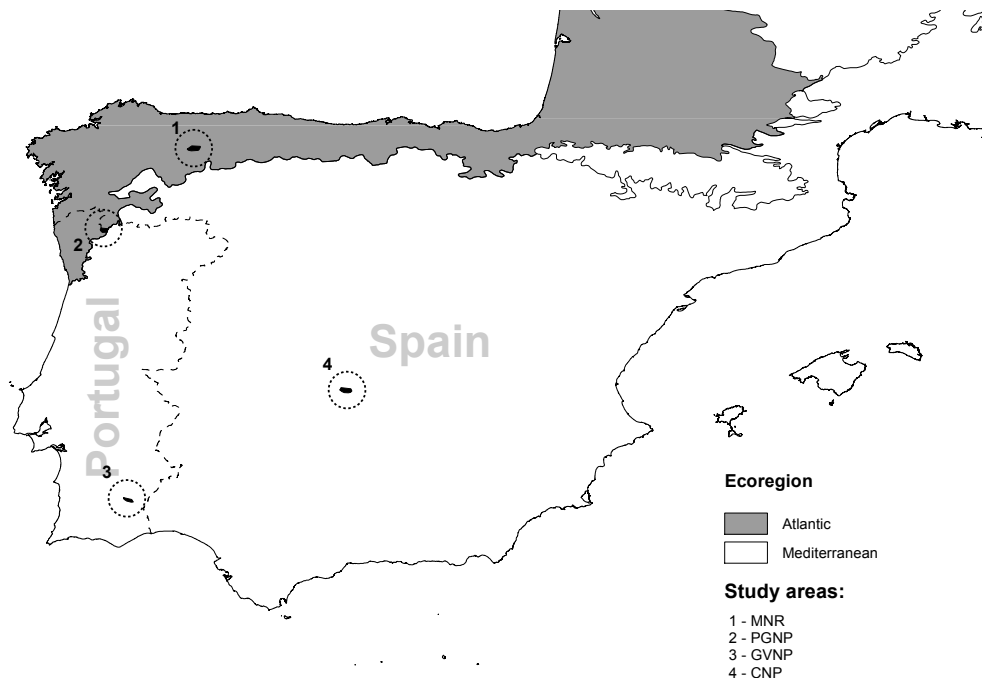 1
2
Portugal
Spain
4
3
Ecoregion
Atlantic
Mediterranean
Study areas:
1 - MNR
2 - PGNP
3 - GVNP
4 - CNP